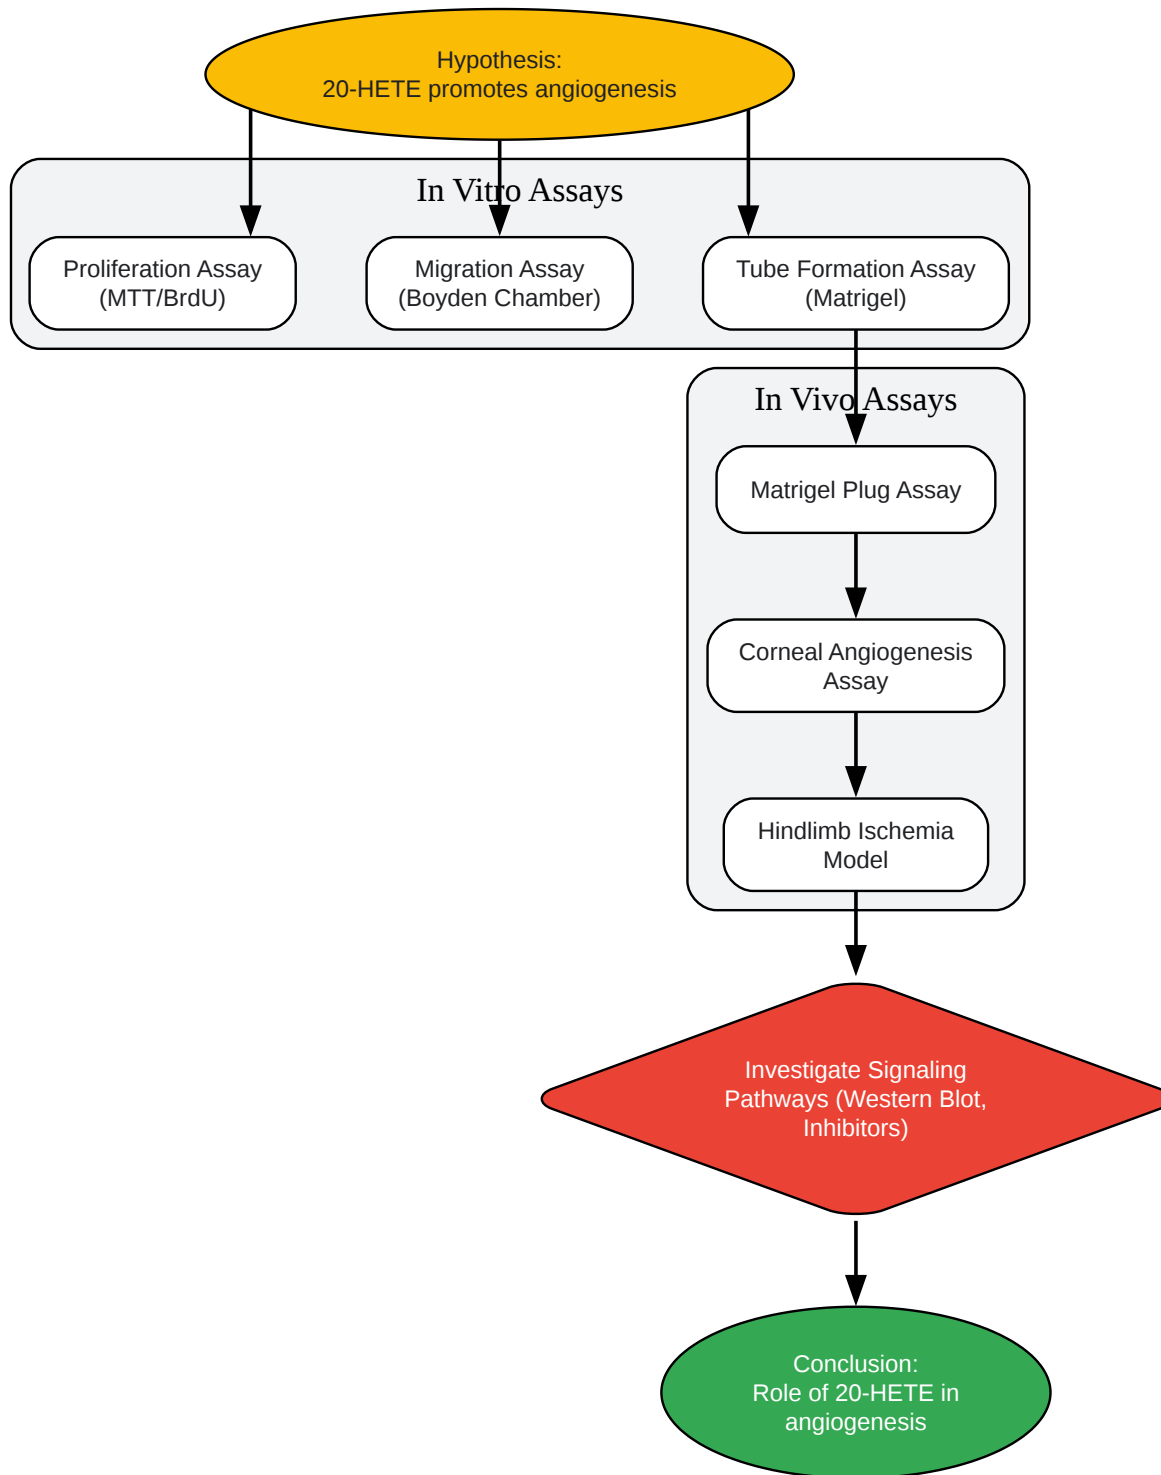 Hypothesis:
20-HETE promotes angiogenesis
In Vitro Assays
Proliferation Assay
(MTT/BrdU)
Migration Assay
(Boyden Chamber)
Tube Formation Assay
(Matrigel)
In Vivo Assays
Matrigel Plug Assay
Corneal Angiogenesis
Assay
Hindlimb Ischemia
Model
Investigate Signaling
Pathways (Western Blot,
Inhibitors)
Conclusion:
Role of 20-HETE in
angiogenesis